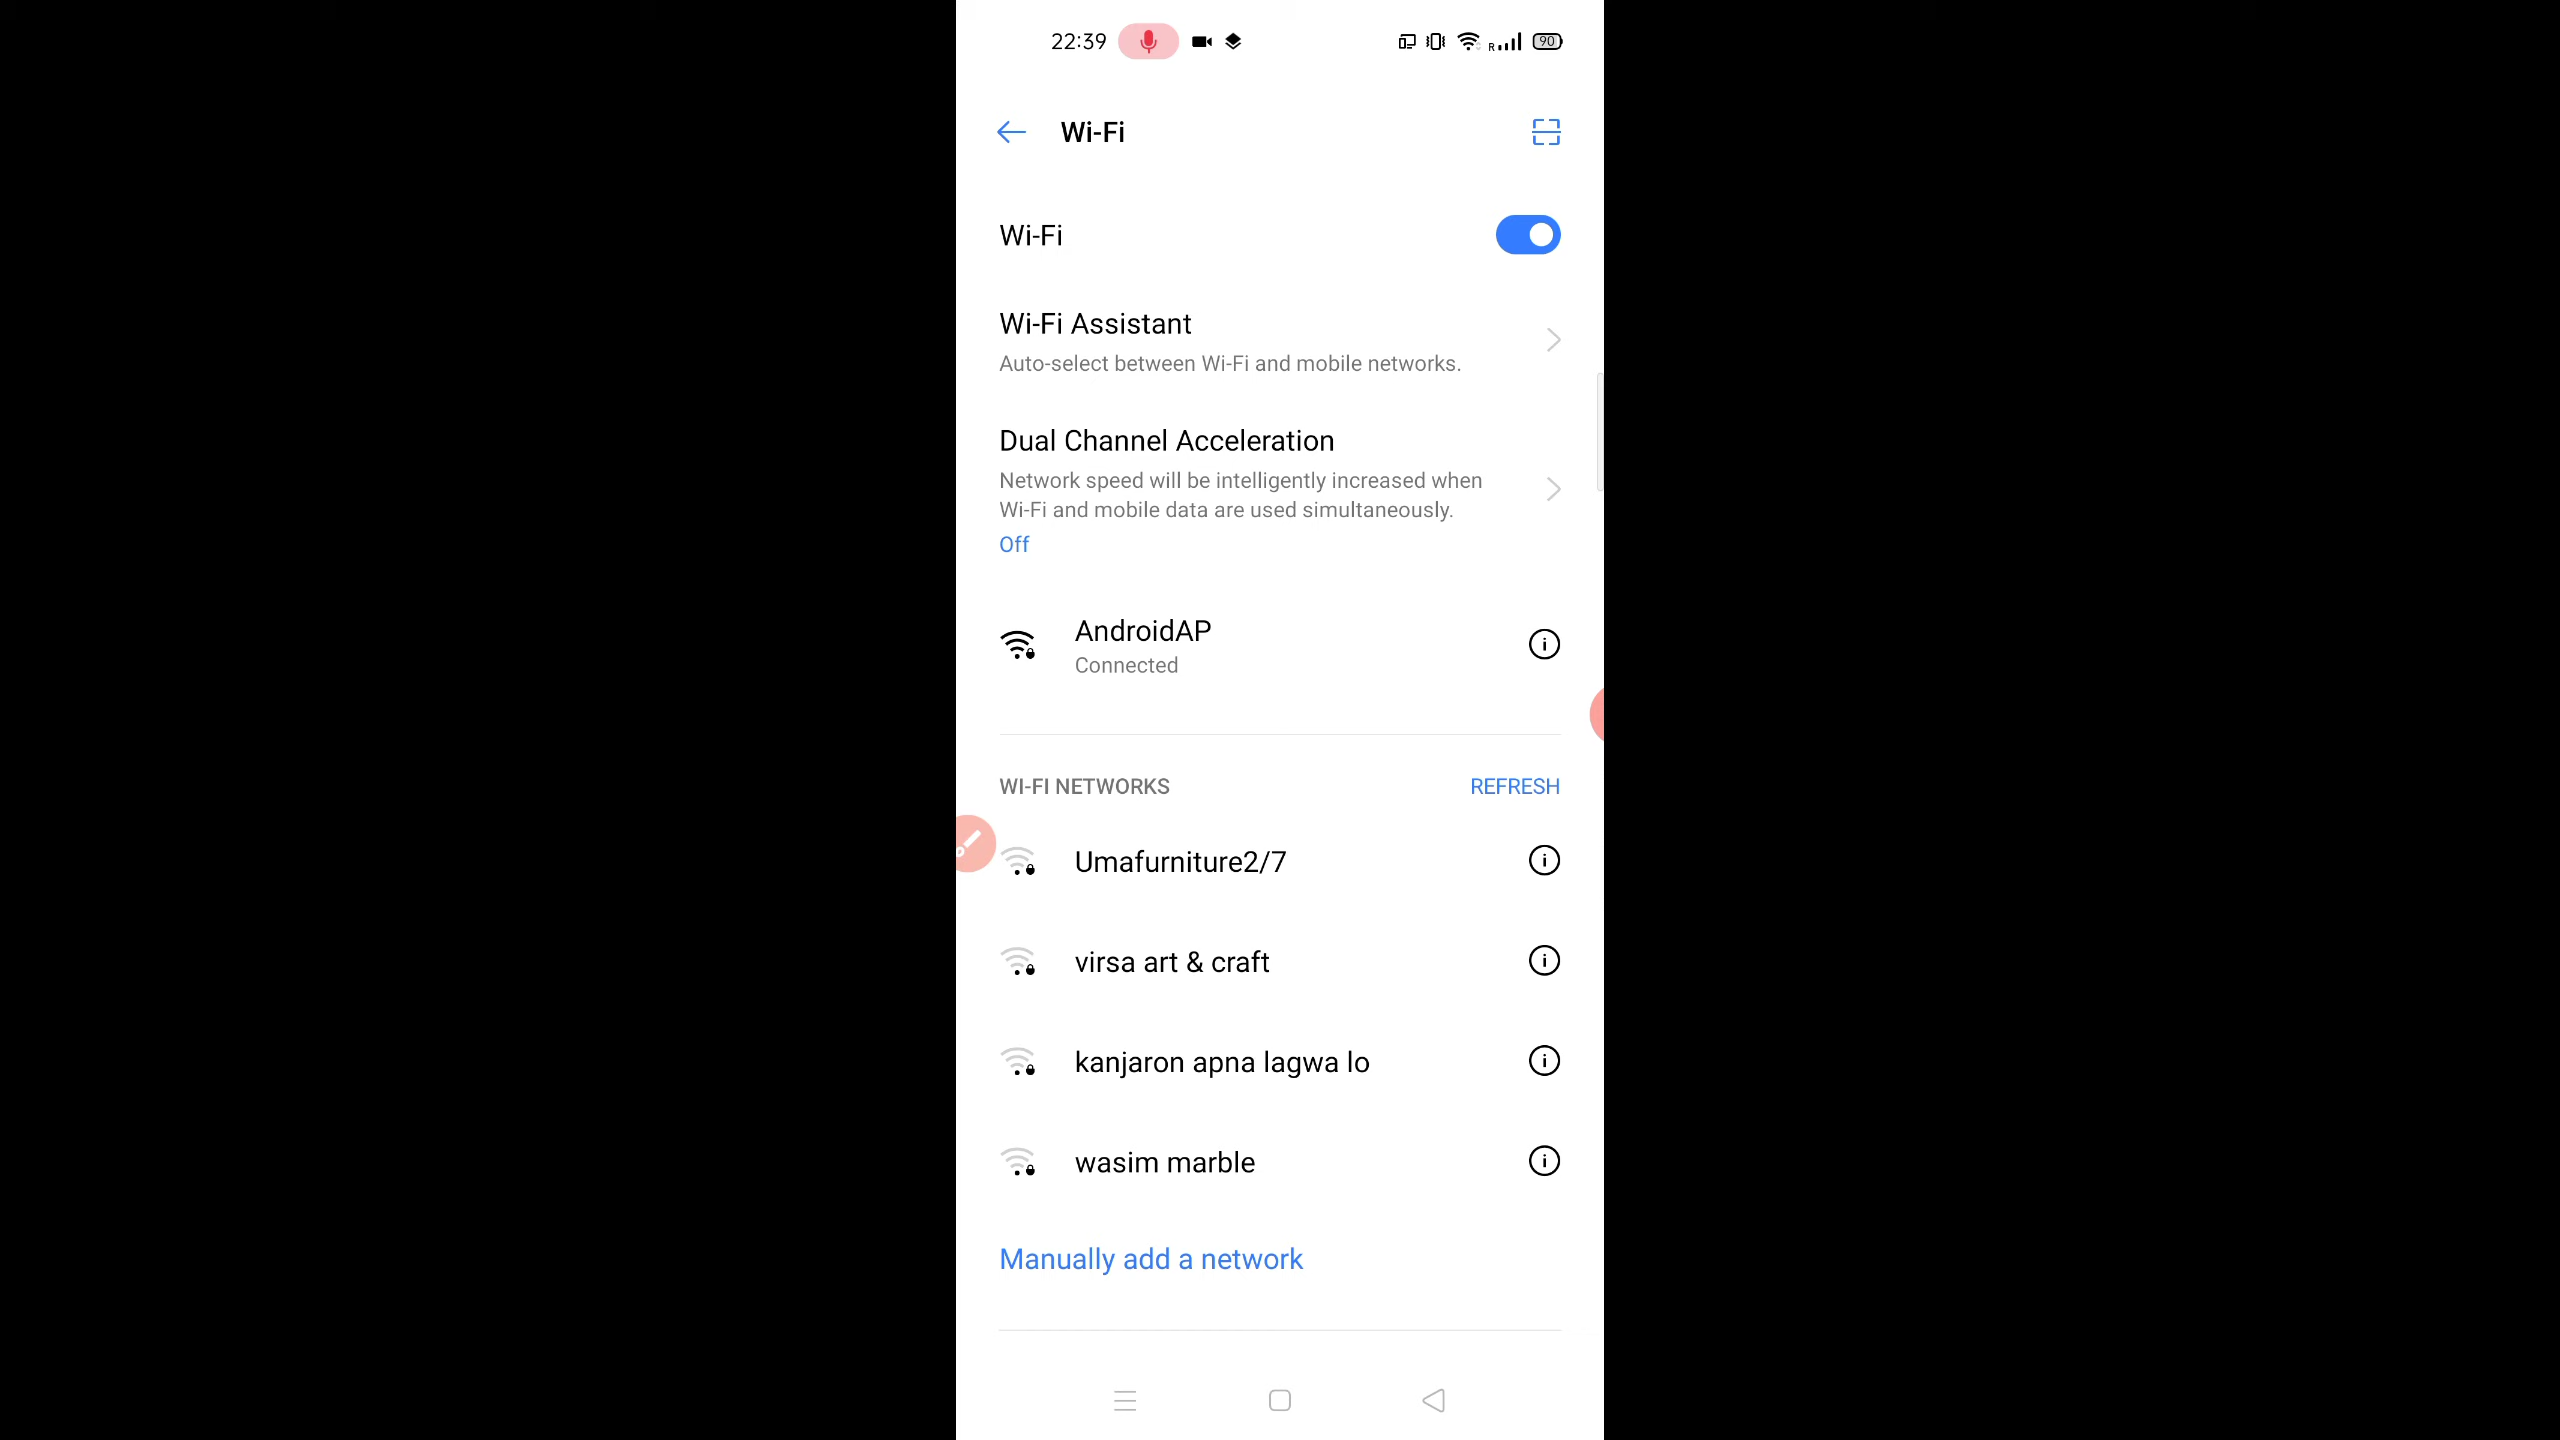 22:39
R
90
Wi-Fi
Wi-Fi
Wi-Fi Assistant
Auto-select between Wi-Fi and mobile networks.
Dual Channel Acceleration
Network speed will be intelligently increased when
Wi-Fi and mobile data are used simultaneously.
Off
AndroidAP
Connected
WI-FI NETWORKS
REFRESH
Umafurniture2/7
virsa art & craft
kanjaron apna lagwa lo
wasim marble
Manually add a network